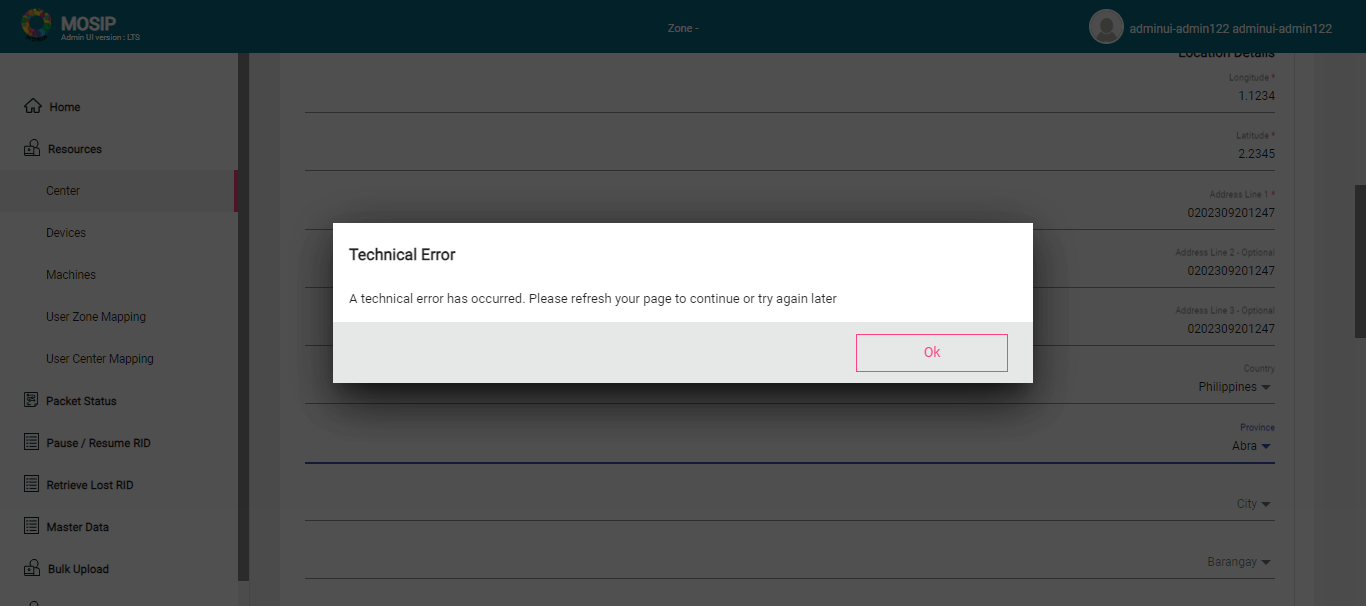 MOSIP
Admin UI version : LTS
Zone -
adminui-admin122 adminui-admin122
Home
Resources
Center
Devices
Machines
User Zone Mapping
User Center Mapping
Packet Status
Pause / Resume RID
Retrieve Lost RID
Master Data
Bulk Upload
Location Details
Longitude *
1.1234
Latitude *
2.2345
Address Line 1 *
0202309201247
Address Line 2 - Optional
0202309201247
Address Line 3 - Optional
0202309201247
Country
Philippines
Province
Abra
City
Barangay
Technical Error
A technical error has occurred. Please refresh your page to continue or try again later
Ok